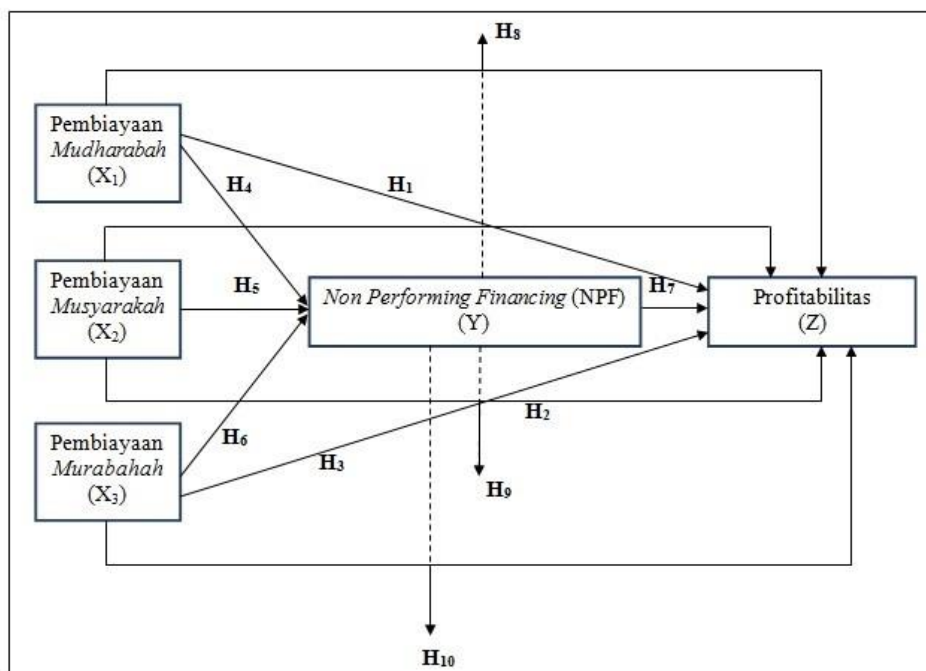 H₈
Pembiayaan
Mudharabah
(X₁)
H₄
H₁
Pembiayaan
Musyarakah
(X₂)
H₅
Non Performing Financing (NPF)
(Y)
H₇
Profitabilitas
(Z)
H₂
Pembiayaan
Murabahah
(X₃)
H₆
H₃
H₉
H₁₀